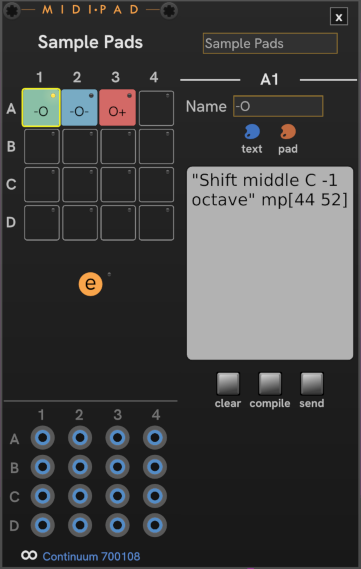 MIDI·PAD
x
Sample Pads
Sample Pads
1 2 3 4
A1
A -O -O- O+
Name -O
B
text pad
C
"Shift middle C -1
octave" mp[44 52]
D
e
clear compile send
1 2 3 4
A
B
C
D
∞ Continuum 700108